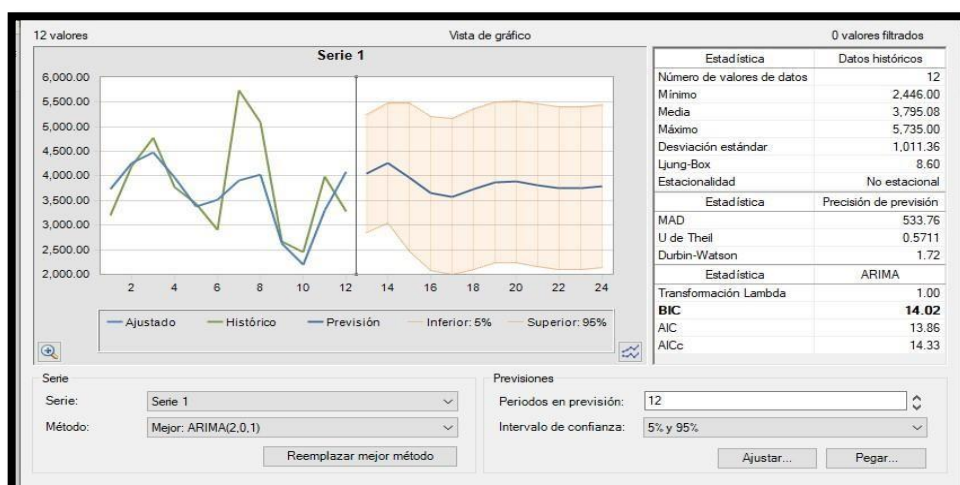 12 valores
Vista de gráfico
0 valores filtrados
Serie 1
6,000.00
5,500.00
5,000.00
4,500.00
4,000.00
3,500.00
3,000.00
2,500.00
2,000.00
2 4 6 8 10 12 14 16 18 20 22 24
Ajustado Histórico Previsión Inferior: 5% Superior: 95%
Estadística Datos históricos
Número de valores de datos 12
Mínimo 2,446.00
Media 3,795.08
Máximo 5,735.00
Desviación estándar 1,011.36
Ljung-Box 8.60
Estacionalidad No estacional
Estadística Precisión de previsión
MAD 533.76
U de Theil 0.5711
Durbin-Watson 1.72
Estadística ARIMA
Transformación Lambda 1.00
BIC 14.02
AIC 13.86
AICc 14.33
Serie
Serie: Serie 1
Método: Mejor: ARIMA(2,0,1)
Reemplazar mejor método
Previsiones
Periodos en previsión: 12
Intervalo de confianza: 5% y 95%
Ajustar... Pegar...